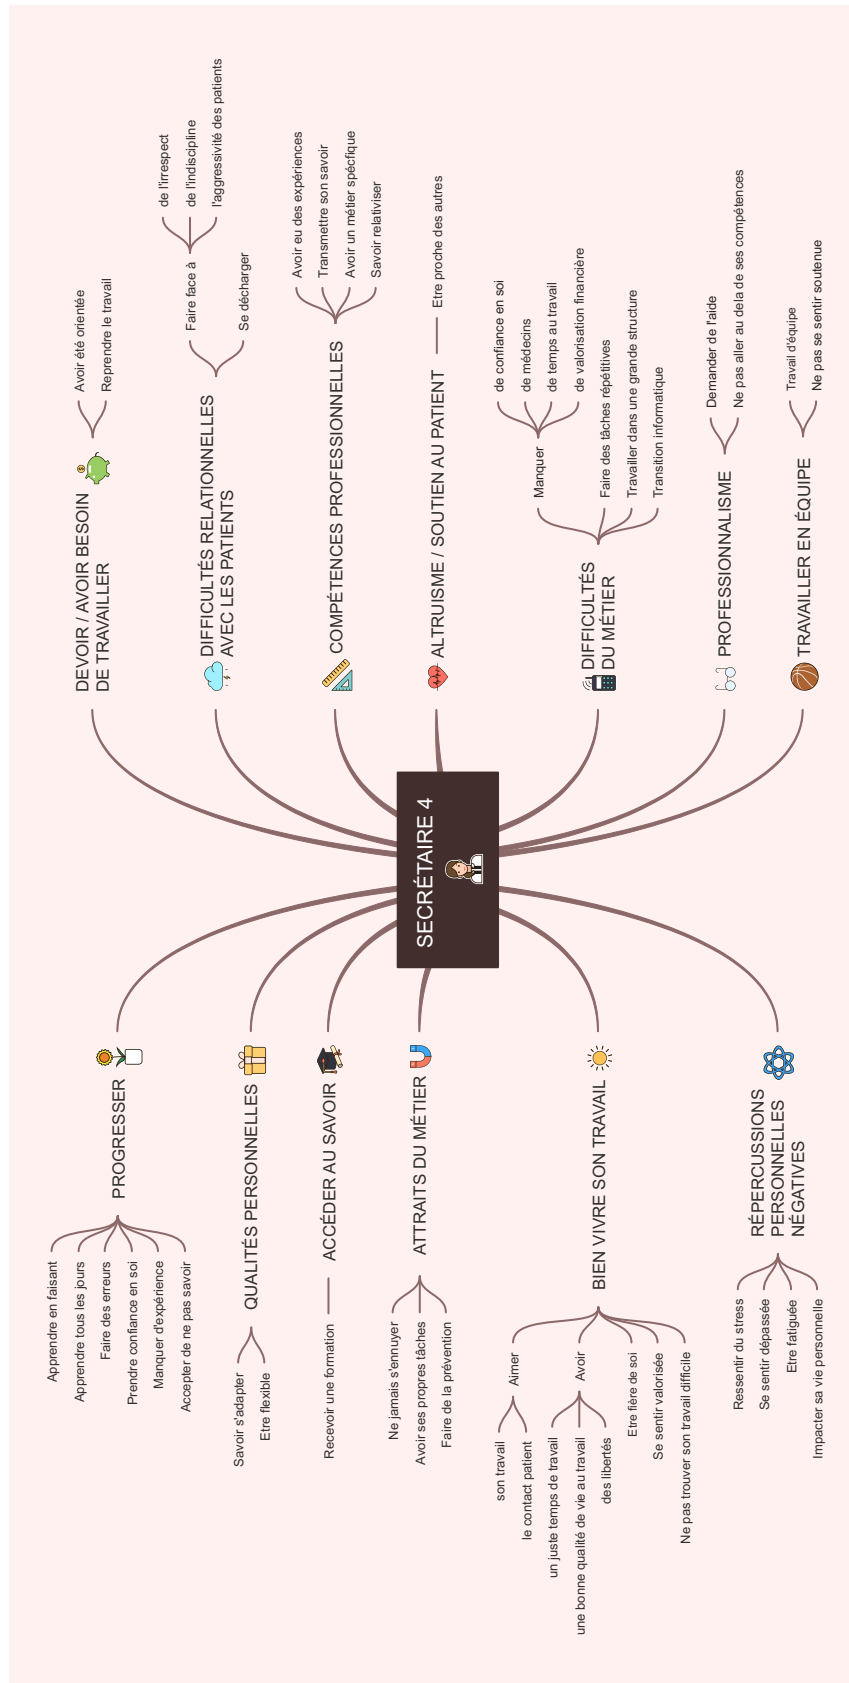 SECRÉTAIRE 4
DEVOIR / AVOIR BESOIN
DE TRAVAILLER
Avoir été orientée
Reprendre le travail
DIFFICULTÉS RELATIONNELLES
AVEC LES PATIENTS
Faire face à
de l'irrespect
de l'indiscipline
l'aggressivité des patients
Se décharger
COMPÉTENCES PROFESSIONNELLES
Avoir eu des expériences
Transmettre son savoir
Avoir un métier spécfique
Savoir relativiser
ALTRUISME / SOUTIEN AU PATIENT
Etre proche des autres
DIFFICULTÉS
DU MÉTIER
Manquer
de confiance en soi
de médecins
de temps au travail
de valorisation financière
Faire des tâches répétitives
Travailler dans une grande structure
Transition informatique
PROFESSIONNALISME
Demander de l'aide
Ne pas aller au dela de ses compétences
TRAVAILLER EN ÉQUIPE
Travail d'équipe
Ne pas se sentir soutenue
PROGRESSER
Apprendre en faisant
Apprendre tous les jours
Faire des erreurs
Prendre confiance en soi
Manquer d'expérience
Accepter de ne pas savoir
QUALITÉS PERSONNELLES
Savoir s'adapter
Etre flexible
ACCÉDER AU SAVOIR
Recevoir une formation
ATTRAITS DU MÉTIER
Ne jamais s'ennuyer
Avoir ses propres tâches
Faire de la prévention
BIEN VIVRE SON TRAVAIL
Aimer
son travail
le contact patient
Avoir
un juste temps de travail
une bonne qualité de vie au travail
des libertés
Etre fière de soi
Se sentir valorisée
Ne pas trouver son travail difficile
RÉPERCUSSIONS
PERSONNELLES
NÉGATIVES
Ressentir du stress
Se sentir dépassée
Etre fatiguée
Impacter sa vie personnelle